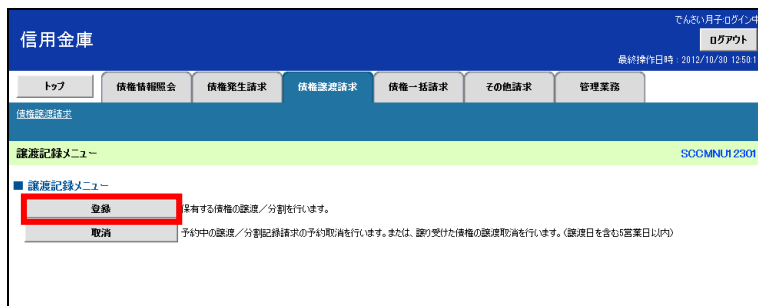 でんさい月子:ログイン中
信用金庫
ログアウト
最終操作日時:2012/10/30 12:50:1
トップ 債権情報照会 債権発生請求 債権譲渡請求 債権一括請求 その他請求 管理業務
債権譲渡請求
譲渡記録メニュー SCCMNU12301
■ 譲渡記録メニュー
登録 保有する債権の譲渡/分割を行います。
取消 予約中の譲渡/分割記録請求の予約取消を行います。または、譲り受けた債権の譲渡取消を行います。(譲渡日を含む5営業日以内)